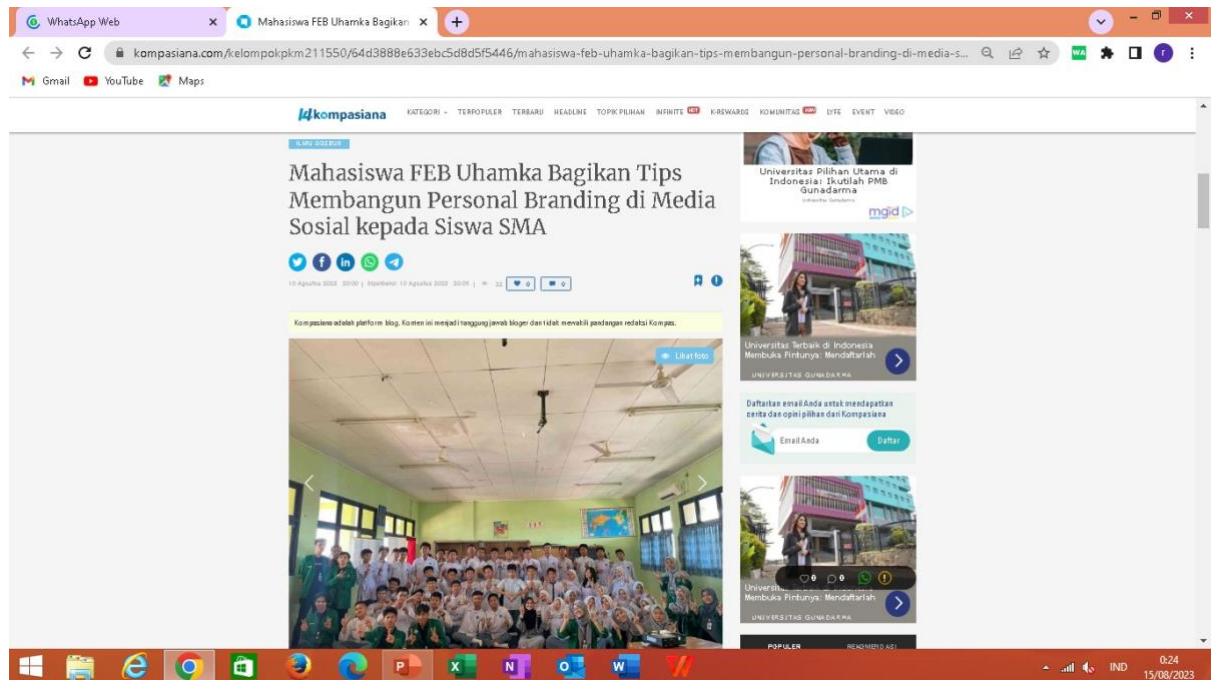 WhatsApp Web
Mahasiswa FEB Uhamka Bagikan
kompasiana.com/kelompokpkm211550/64d3888e633ebc5d8d5f5446/mahasiswa-feb-uhamka-bagikan-tips-membangun-personal-branding-di-media-s...
Gmail YouTube Maps
kompasiana KATEGORI TERPOPULER TERBARU HEADLINE TOPIK PILIHAN INFINITE K-REWARDS KOMUNITAS LYFE EVENT VIDEO
Mahasiswa FEB Uhamka Bagikan Tips
Membangun Personal Branding di Media
Sosial kepada Siswa SMA
Kompasiana adalah platform blog. Konten ini menjadi tanggung jawab bloger dan tidak mewakili pandangan redaksi Kompas.
Lihat foto
Universitas Pilihan Utama di
Indonesia: Ikutilah PMB
Gunadarma
Universitas Gunadarma
mgid
Universitas Terbaik di Indonesia
Membuka Pintunya: Mendaftarlah
UNIVERSITAS GUNADARMA
Daftarkan email Anda untuk mendapatkan
cerita dan opini pilihan dari Kompasiana
Email Anda
Daftar
0 0
Membuka Pintunya: Mendaftarlah
UNIVERSITAS GUNADARMA
POPULER
IND
0:24
15/08/2023